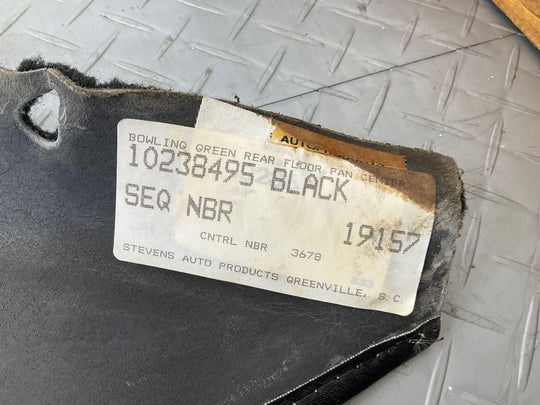 BOWLING GREEN REAR FLOOR PAN CENTER
10238495 BLACK
SEQ NBR 19157
CNTRL NBR 3678
STEVENS AUTO PRODUCTS GREENVILLE, S.C.